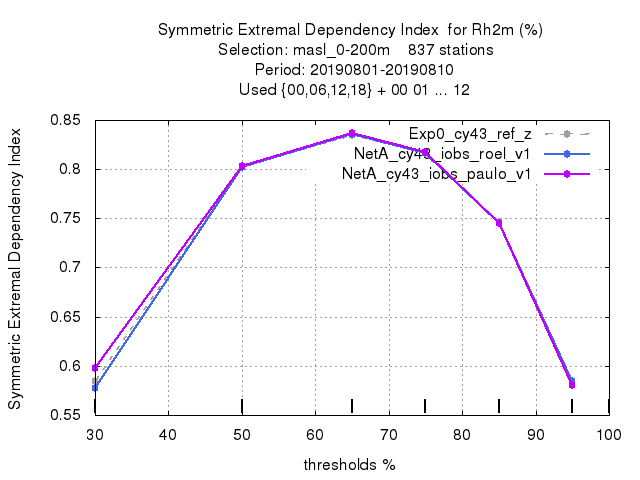 Symmetric Extremal Dependency Index for Rh2m (%)
Selection: masl_0-200m 837 stations
Period: 20190801-20190810
Used {00,06,12,18} + 00 01 ... 12
Symmetric Extremal Dependency Index
0.85
0.8
0.75
0.7
0.65
0.6
0.55
Exp0_cy43_ref_z
NetA_cy43_iobs_roel_v1
NetA_cy43_iobs_paulo_v1
30 40 50 60 70 80 90 100
thresholds %